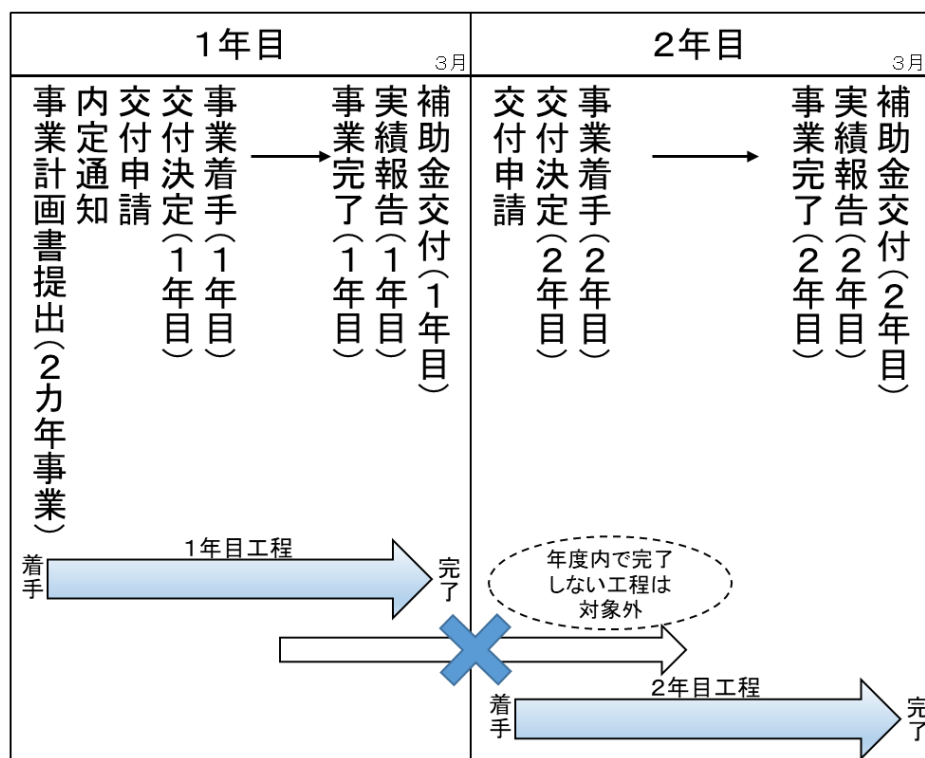 1年目
3月
事業計画書提出(2カ年事業)
内定通知
交付申請
交付決定(1年目)
事業着手(1年目)
事業完了(1年目)
実績報告(1年目)
補助金交付(1年目)
2年目
3月
交付申請
交付決定(2年目)
事業着手(2年目)
事業完了(2年目)
実績報告(2年目)
補助金交付(2年目)
着手
1年目工程
完了
年度内で完了
しない工程は
対象外
着手
2年目工程
完了